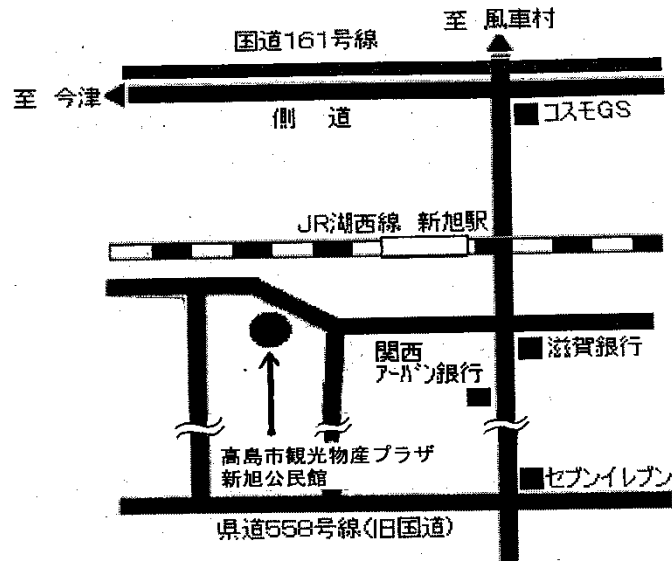 至 風車村
国道161号線
至 今津
側 道
コスモGS
JR湖西線 新旭駅
関西
アーバン銀行
滋賀銀行
高島市観光物産プラザ
新旭公民館
セブンイレブン
県道558号線(旧国道)